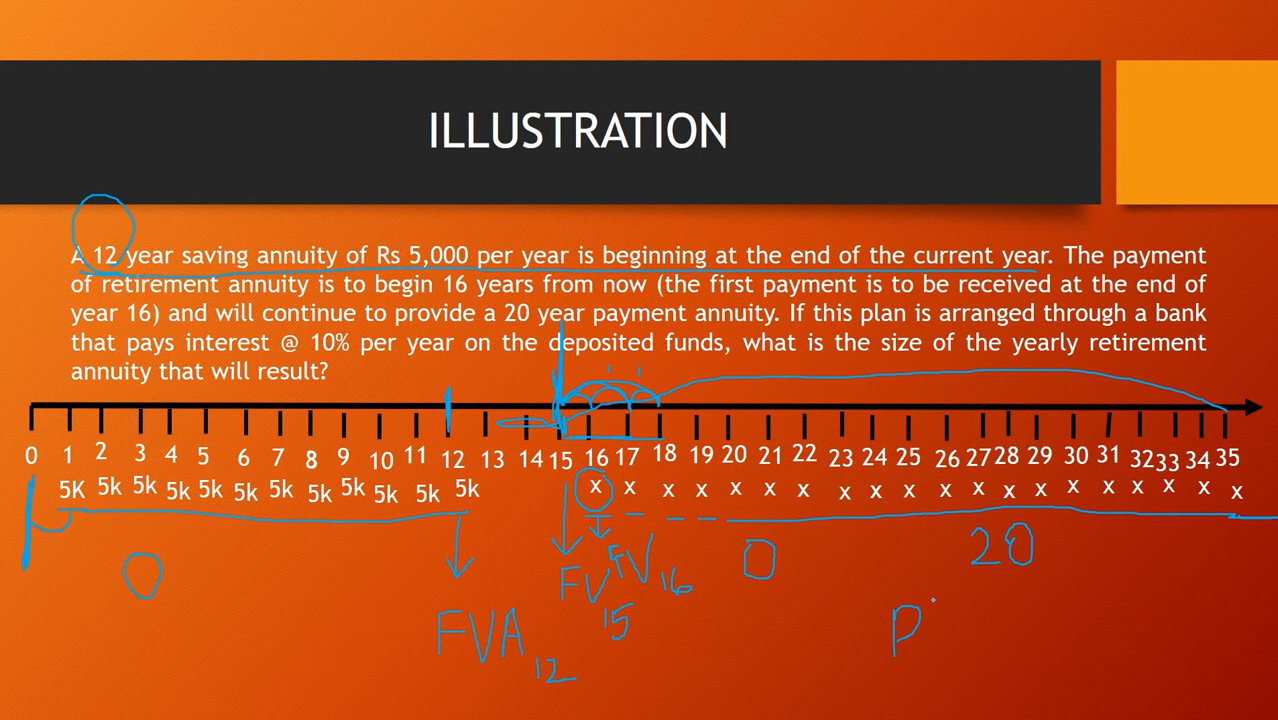 ILLUSTRATION
A 12 year saving annuity of Rs 5,000 per year is beginning at the end of the current year. The payment
of retirement annuity is to begin 16 years from now (the first payment is to be received at the end of
year 16) and will continue to provide a 20 year payment annuity. If this plan is arranged through a bank
that pays interest @ 10% per year on the deposited funds, what is the size of the yearly retirement
annuity that will result?
0 1 2 3 4 5 6 7 8 9 10 11 12 13 14 15 16 17 18 19 20 21 22 23 24 25 26 27 28 29 30 31 32 33 34 35
5K 5k 5k 5k 5k 5k 5k 5k 5k 5k 5k 5k x x x x x x x x x x x x x x x x x x x x
0 FV 15 FV 16 0 20
FVA 12 P